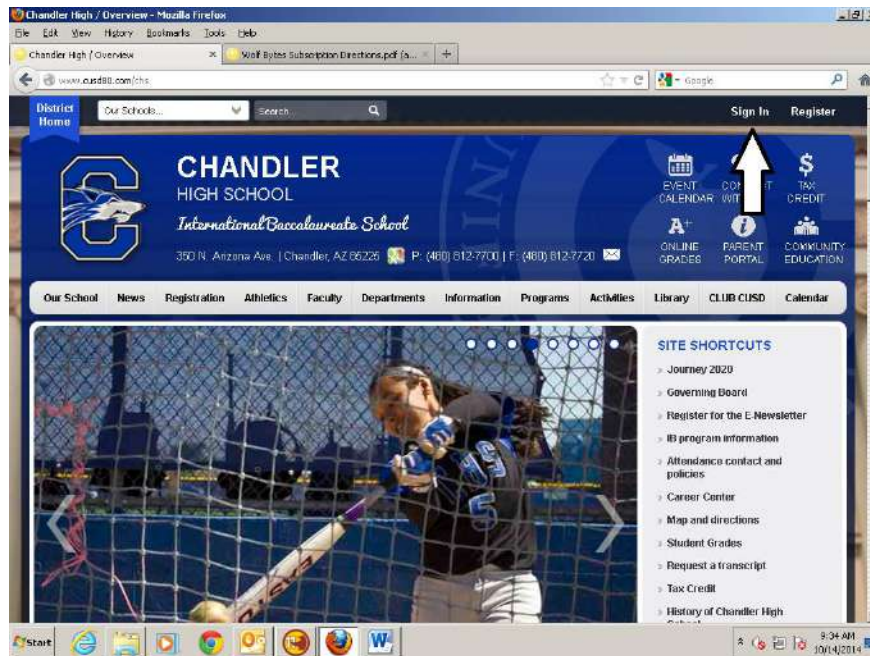 Chandler High / Overview - Mozilla Firefox
File Edit View History Bookmarks Tools Help
Chandler High / Overview
Wolf Bytes Subscription Directions.pdf (a...
www.cusd80.com/chs
Google
District
Home
Our Schools...
Search...
Sign In
Register
CHANDLER
HIGH SCHOOL
International Baccalaureate School
350 N. Arizona Ave. | Chandler, AZ 85225
P: (480) 812-7700 | F: (480) 812-7720
EVENT
CALENDAR
$
TAX
CREDIT
A+
ONLINE
GRADES
PARENT
PORTAL
COMMUNITY
EDUCATION
Our School News Registration Athletics Faculty Departments Information Programs Activities Library CLUB CUSD Calendar
SITE SHORTCUTS
Journey 2020
Governing Board
Register for the E-Newsletter
IB program information
Attendance contact and
policies
Career Center
Map and directions
Student Grades
Request a transcript
Tax Credit
History of Chandler High
EASTON
Start
9:34 AM
10/14/2014